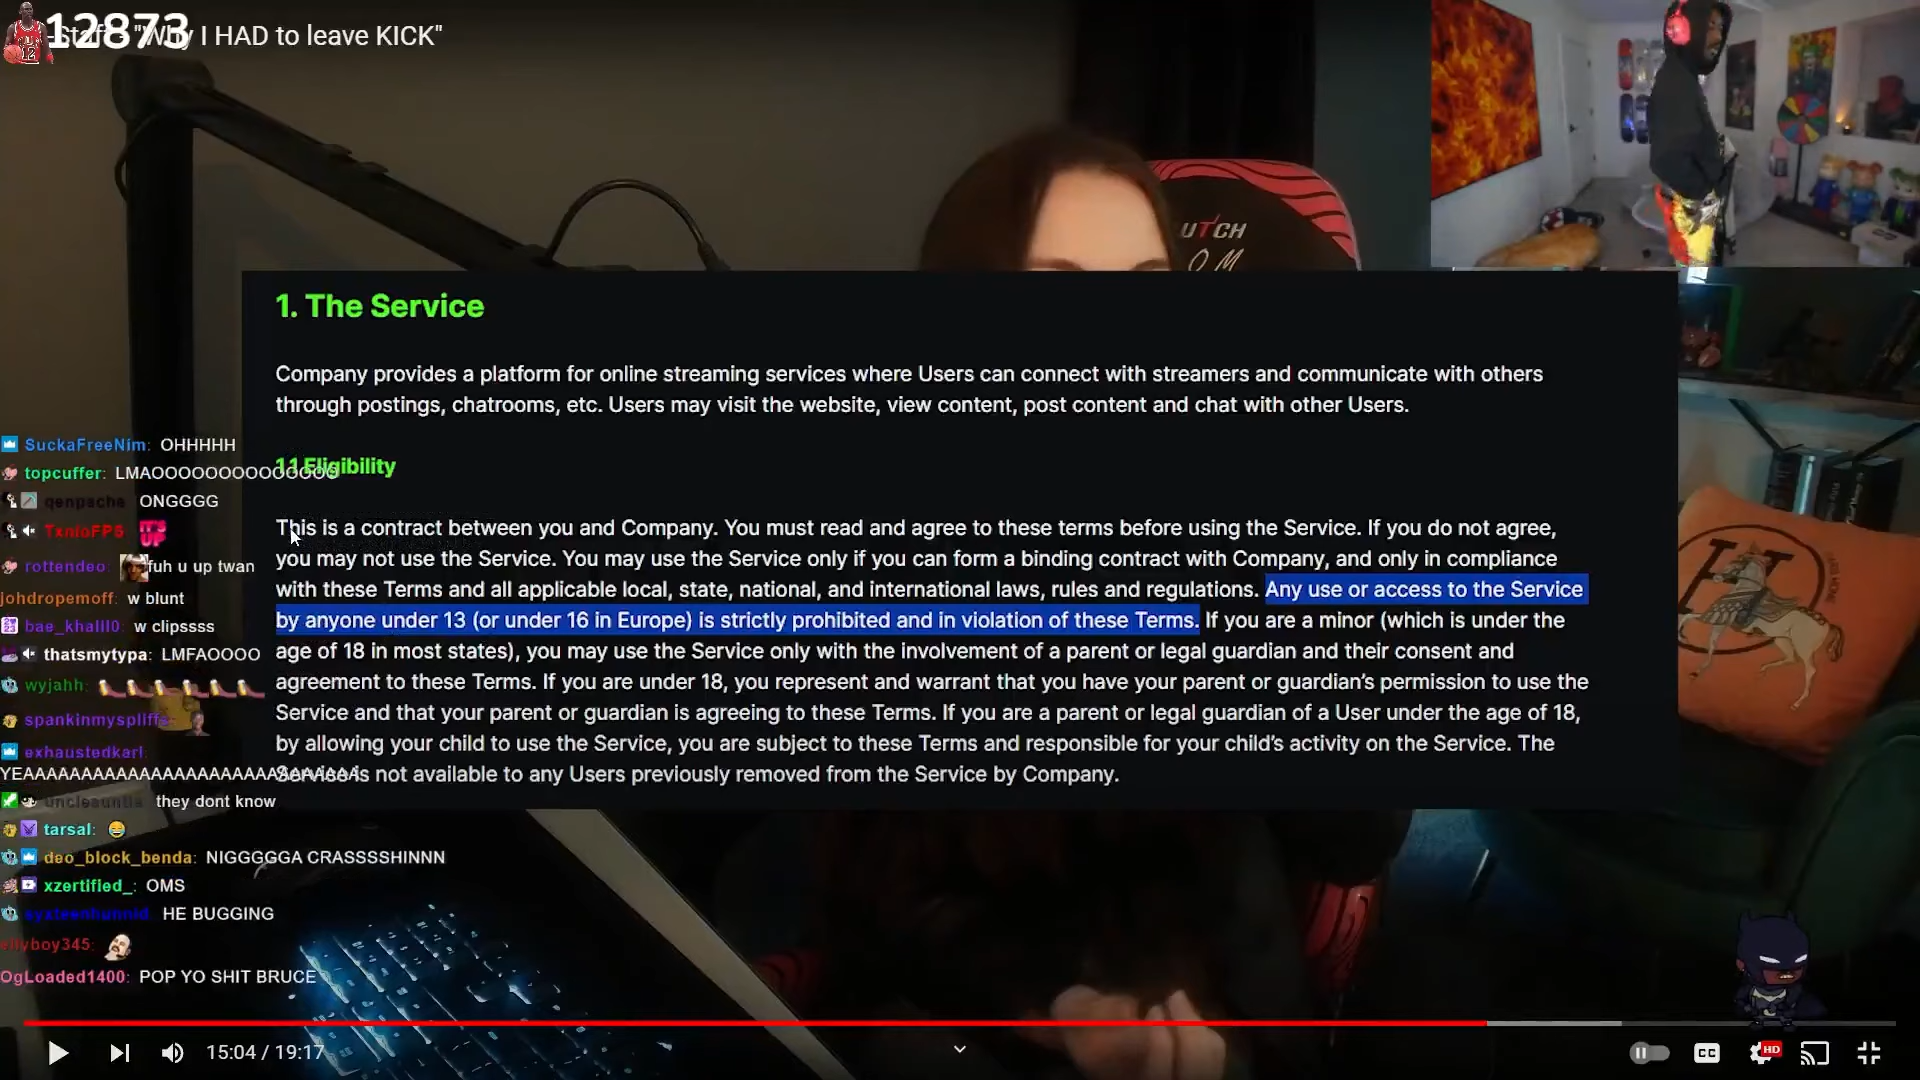 12873
"Why I HAD to leave KICK"
UTCH
1. The Service
Company provides a platform for online streaming services where Users can connect with streamers and communicate with others
through postings, chatrooms, etc. Users may visit the website, view content, post content and chat with other Users.
1.1 Eligibility
This is a contract between you and Company. You must read and agree to these terms before using the Service. If you do not agree,
you may not use the Service. You may use the Service only if you can form a binding contract with Company, and only in compliance
with these Terms and all applicable local, state, national, and international laws, rules and regulations. Any use or access to the Service
by anyone under 13 (or under 16 in Europe) is strictly prohibited and in violation of these Terms. If you are a minor (which is under the
age of 18 in most states), you may use the Service only with the involvement of a parent or legal guardian and their consent and
agreement to these Terms. If you are under 18, you represent and warrant that you have your parent or guardian's permission to use the
Service and that your parent or guardian is agreeing to these Terms. If you are a parent or legal guardian of a User under the age of 18,
by allowing your child to use the Service, you are subject to these Terms and responsible for your child's activity on the Service. The
Service is not available to any Users previously removed from the Service by Company.
SuckaFreeNim: OHHHHH
topcuffer: LMAOOOOOOOOOOOOOO
qenpache ONGGGG
TxnioFPS IT'S UP
rottendeo: fuh u up twan
johdropemoff: w blunt
bae_khalil0: w clipssss
thatsmytypa: LMFAOOOO
wyjahh:
spankinmyspliffs
exhaustedkarl:
uncleauntie they dont know
tarsal:
deo_block_benda: NIGGGGGA CRASSSSHINNN
xzertified_: OMS
HE BUGGING
OgLoaded1400: POP YO SHIT BRUCE
15:04 / 19:17
CC
HD